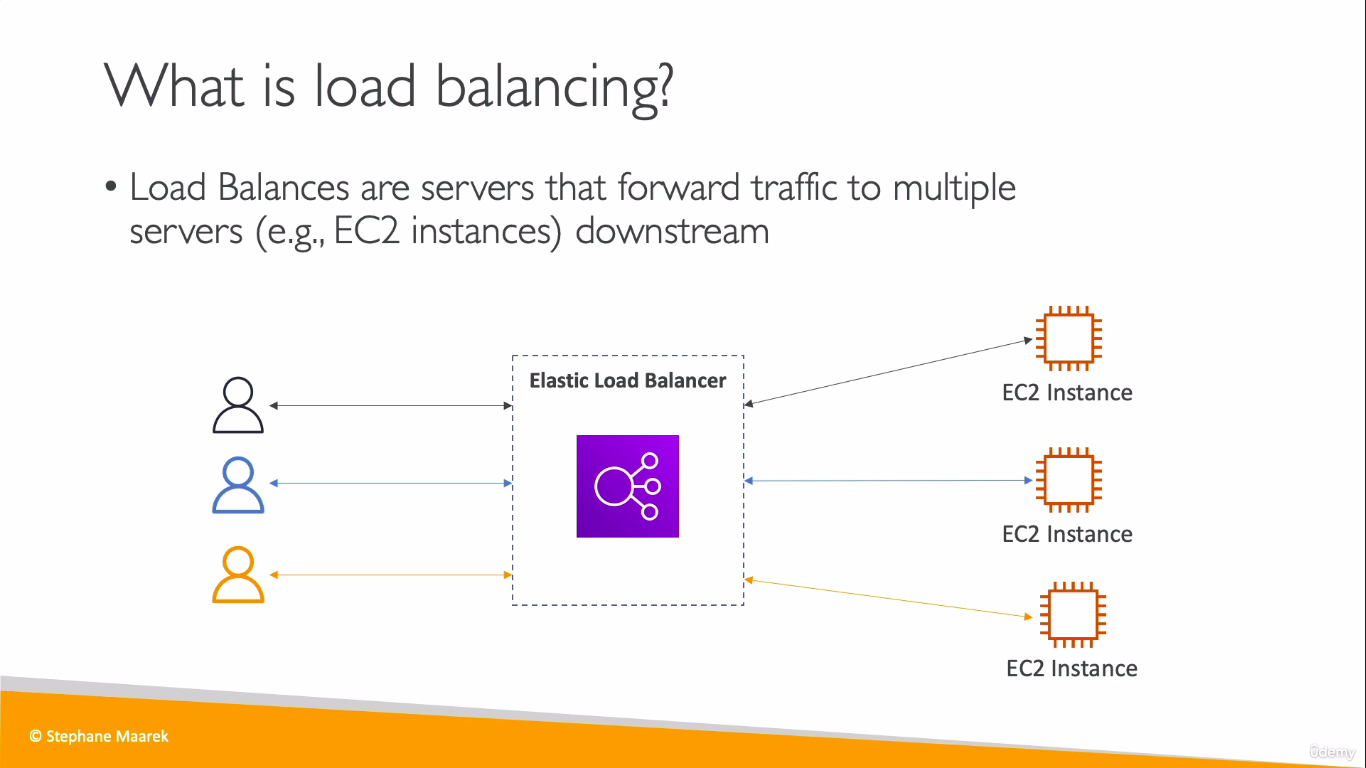 What is load balancing?
• Load Balances are servers that forward traffic to multiple
servers (e.g., EC2 instances) downstream
Elastic Load Balancer
EC2 Instance
EC2 Instance
EC2 Instance
© Stephane Maarek
ûdemy